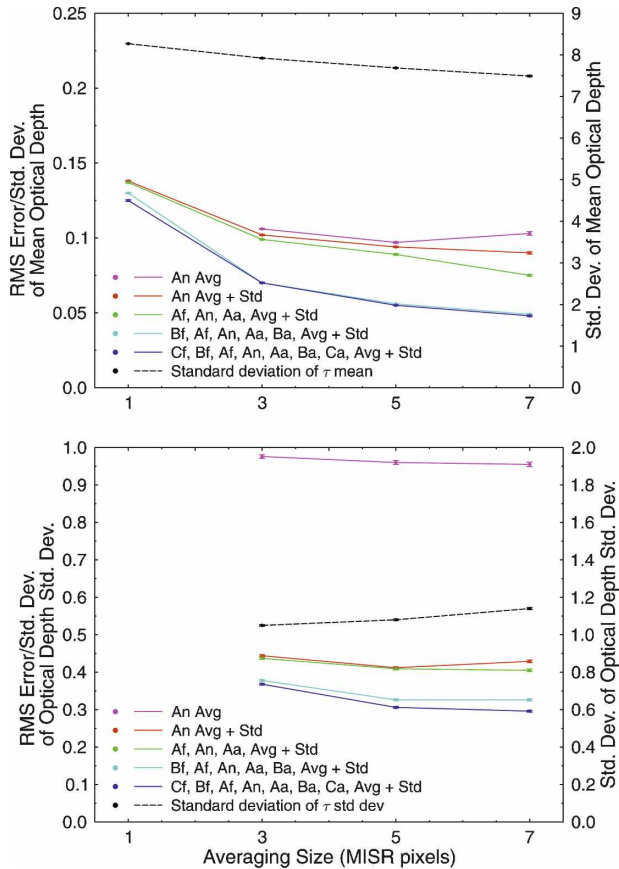 0.25
0.2
0.15
0.1
0.05
0.0
RMS Error/Std. Dev.
of Mean Optical Depth
9
8
7
6
5
4
3
2
1
0
Std. Dev. of Mean Optical Depth
An Avg
An Avg + Std
Af, An, Aa, Avg + Std
Bf, Af, An, Aa, Ba, Avg + Std
Cf, Bf, Af, An, Aa, Ba, Ca, Avg + Std
Standard deviation of τ mean
1 3 5 7
1.0
0.9
0.8
0.7
0.6
0.5
0.4
0.3
0.2
0.1
0.0
RMS Error/Std. Dev.
of Optical Depth Std. Dev.
2.0
1.8
1.6
1.4
1.2
1.0
0.8
0.6
0.4
0.2
0.0
Std. Dev. of Optical Depth Std. Dev.
An Avg
An Avg + Std
Af, An, Aa, Avg + Std
Bf, Af, An, Aa, Ba, Avg + Std
Cf, Bf, Af, An, Aa, Ba, Ca, Avg + Std
Standard deviation of τ std dev
1 3 5 7
Averaging Size (MISR pixels)